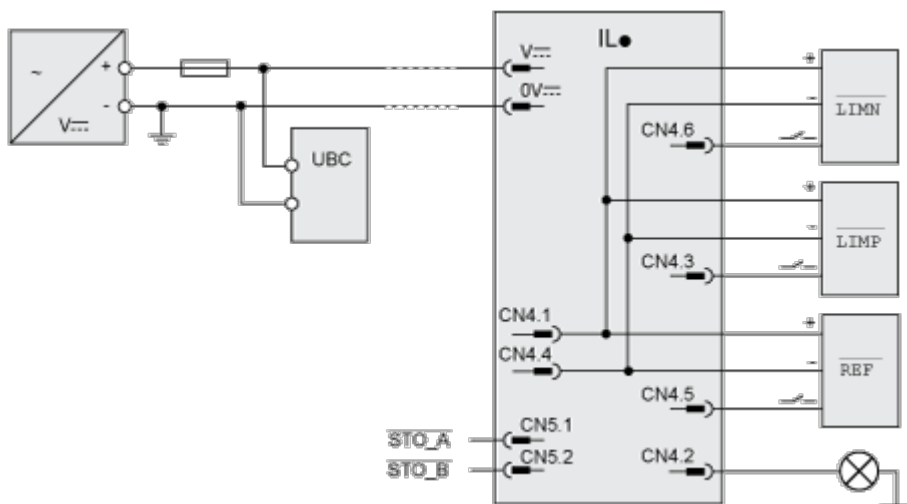 IL●
~
+
-
V⎓
V⎓
0V⎓
UBC
+
-
LIMN
CN4.6
+
-
LIMP
CN4.3
CN4.1
+
CN4.4
-
REF
CN4.5
STO_A
CN5.1
STO_B
CN5.2
CN4.2